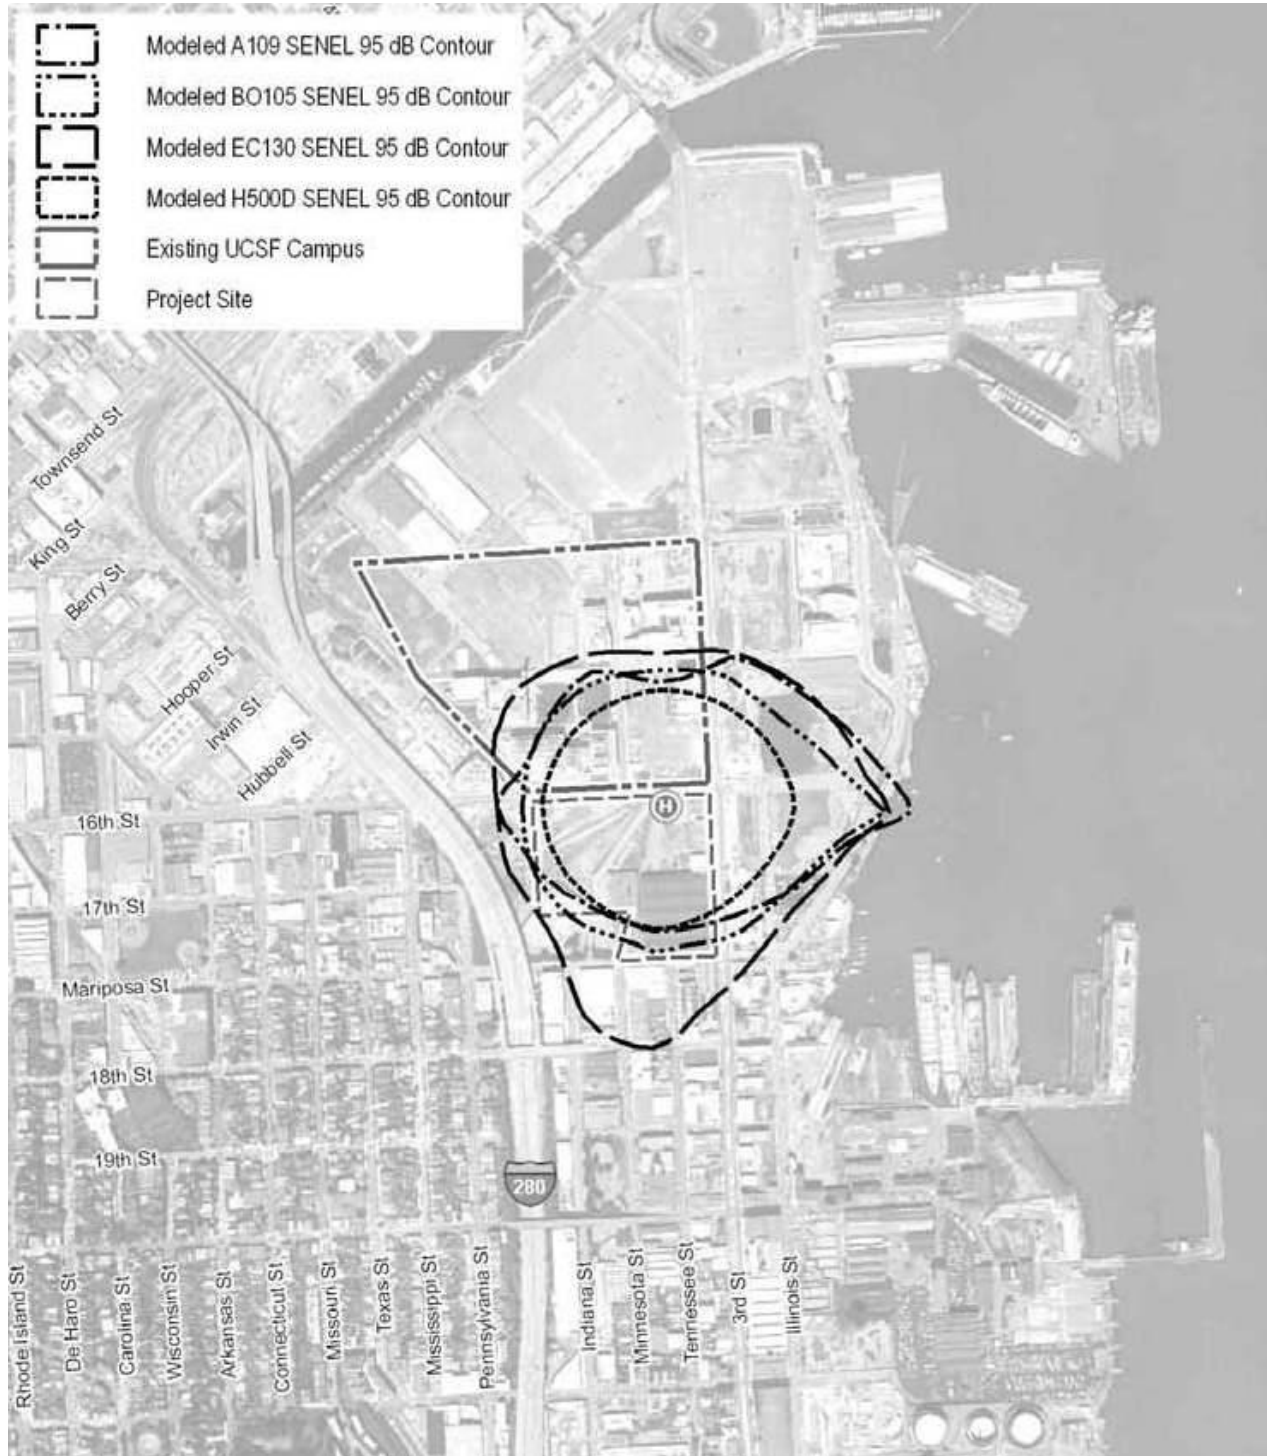 Modeled A109 SENEL 95 dB Contour
Modeled BO105 SENEL 95 dB Contour
Modeled EC130 SENEL 95 dB Contour
Modeled H500D SENEL 95 dB Contour
Existing UCSF Campus
Project Site
Townsend St
King St
Berry St
Hooper St
Irwin St
Hubbell St
16th St
H
17th St
Mariposa St
18th St
19th St
280
Rhode Island St
De Haro St
Carolina St
Wisconsin St
Arkansas St
Connecticut St
Missouri St
Texas St
Mississippi St
Pennsylvania St
Indiana St
Minnesota St
Tennessee St
3rd St
Illinois St